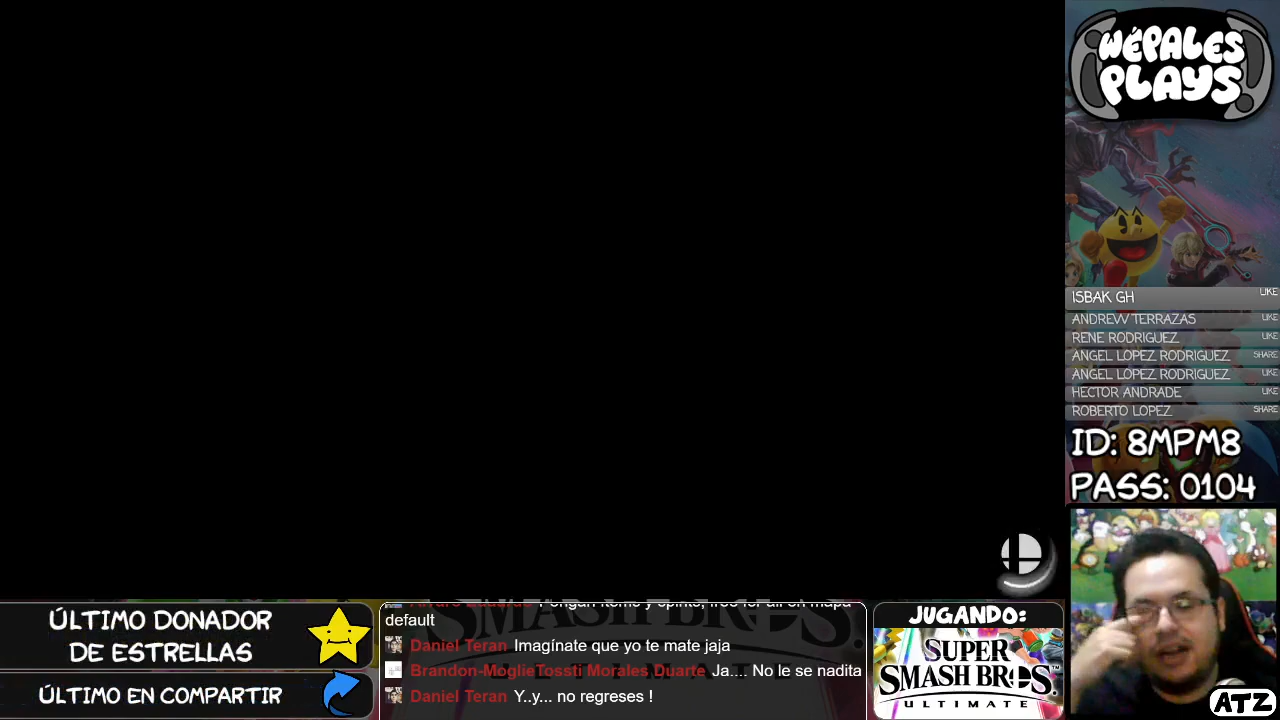 WÉPALES
PLAYS
ISBAK GH LIKE
ANDREW TERRAZAS LIKE
RENE RODRIGUEZ LIKE
ANGEL LOPEZ RODRIGUEZ SHARE
ANGEL LOPEZ RODRIGUEZ LIKE
HECTOR ANDRADE LIKE
ROBERTO LOPEZ SHARE
ID: 8MPM8
PASS: 0104
ÚLTIMO DONADOR
DE ESTRELLAS
ÚLTIMO EN COMPARTIR
default
Daniel Teran Imagínate que yo te mate jaja
Brandon-MoglieTossti Morales Duarte Ja.... No le se nadita
Daniel Teran Y..y... no regreses !
JUGANDO:
SUPER
SMASH BROS.
ULTIMATE
ATZ